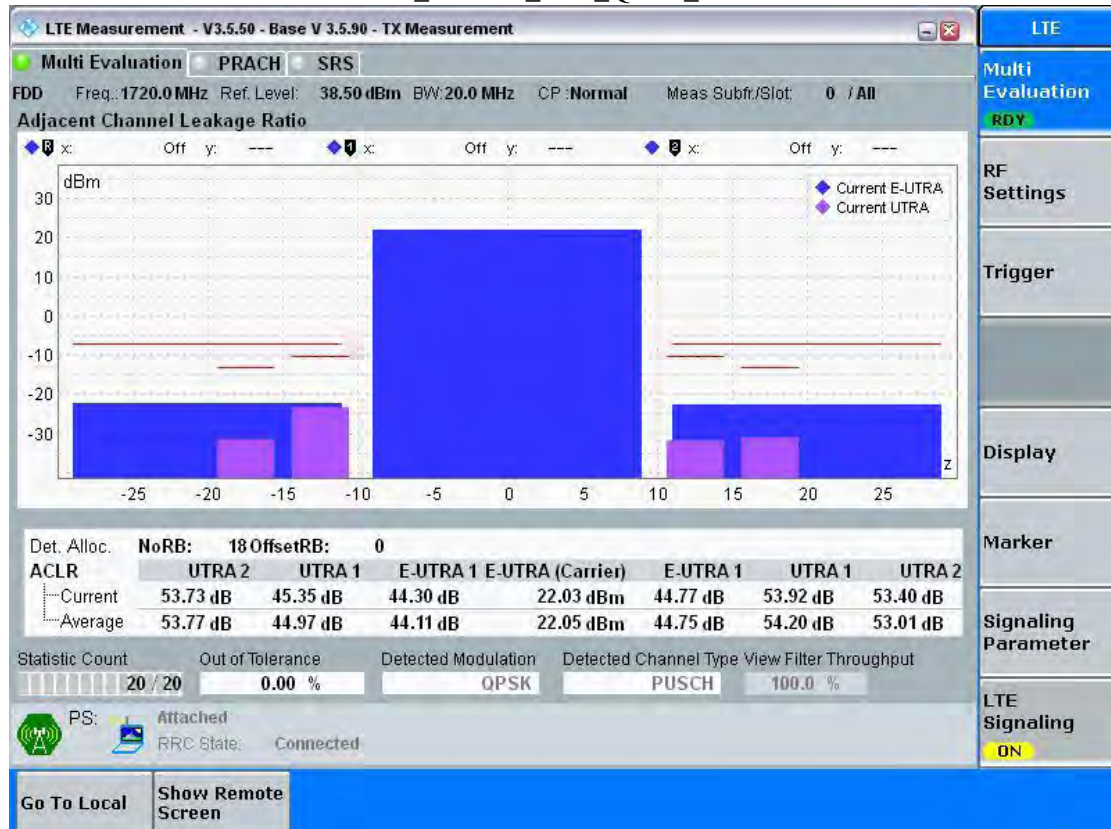 LTE Measurement - V3.5.50 - Base V 3.5.90 - TX Measurement
LTE
Multi Evaluation PRACH SRS
FDD Freq.: 1720.0 MHz Ref. Level: 38.50 dBm BW: 20.0 MHz CP : Normal Meas Subfr./Slot: 0 / All
Adjacent Channel Leakage Ratio
R x: Off y: --- 1 x: Off y: --- 2 x: Off y: ---
dBm
Current E-UTRA
Current UTRA
30
20
10
0
-10
-20
-30
z
-25 -20 -15 -10 -5 0 5 10 15 20 25
Det. Alloc. NoRB: 18 OffsetRB: 0
ACLR UTRA 2 UTRA 1 E-UTRA 1 E-UTRA (Carrier) E-UTRA 1 UTRA 1 UTRA 2
Current 53.73 dB 45.35 dB 44.30 dB 22.03 dBm 44.77 dB 53.92 dB 53.40 dB
Average 53.77 dB 44.97 dB 44.11 dB 22.05 dBm 44.75 dB 54.20 dB 53.01 dB
Statistic Count Out of Tolerance Detected Modulation Detected Channel Type View Filter Throughput
20 / 20 0.00 % QPSK PUSCH 100.0 %
PS: Attached
RRC State: Connected
Multi
Evaluation
RDY
RF
Settings
Trigger
Display
Marker
Signaling
Parameter
LTE
Signaling
ON
Go To Local
Show Remote
Screen